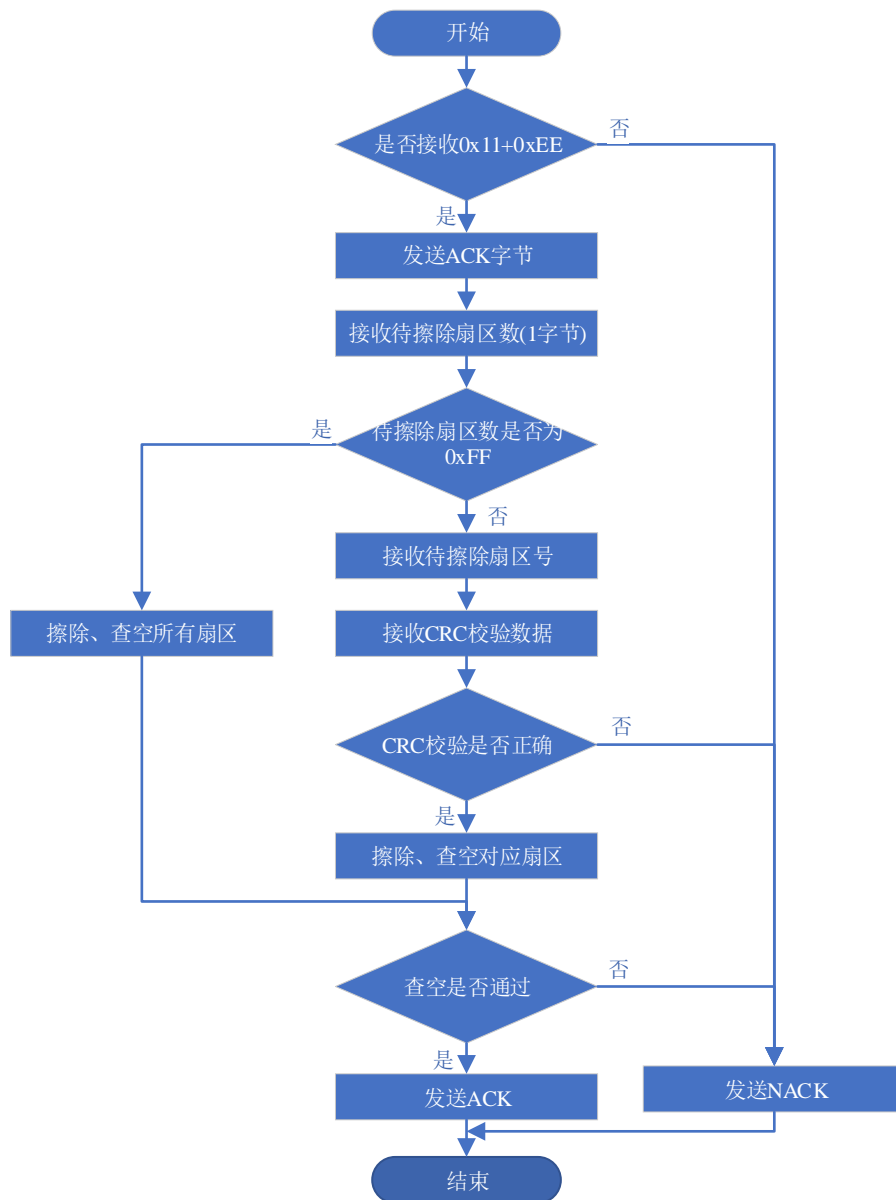 开始
是否接收0x11+0xEE
否
是
发送ACK字节
接收待擦除扇区数(1字节)
待擦除扇区数是否为
0xFF
是
否
接收待擦除扇区号
擦除、查空所有扇区
接收CRC校验数据
CRC校验是否正确
否
是
擦除、查空对应扇区
查空是否通过
否
是
发送ACK
发送NACK
结束